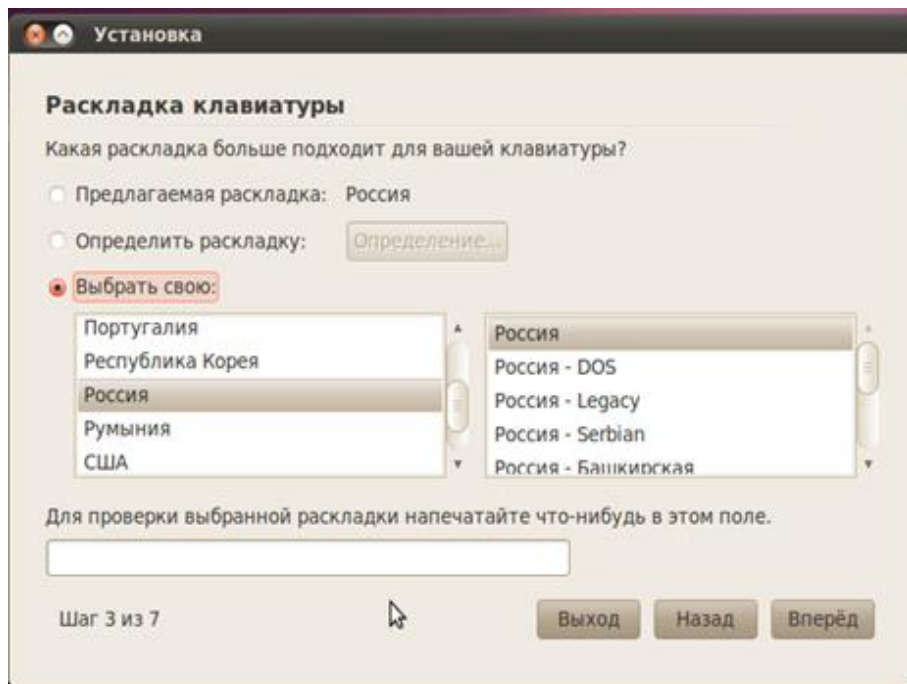 Установка
Раскладка клавиатуры
Какая раскладка больше подходит для вашей клавиатуры?
Предлагаемая раскладка: Россия
Определить раскладку: Определение...
Выбрать свою:
Португалия
Республика Корея
Россия
Румыния
США
Россия
Россия - DOS
Россия - Legacy
Россия - Serbian
Россия - Башкирская
Для проверки выбранной раскладки напечатайте что-нибудь в этом поле.
Шаг 3 из 7 Выход Назад Вперёд